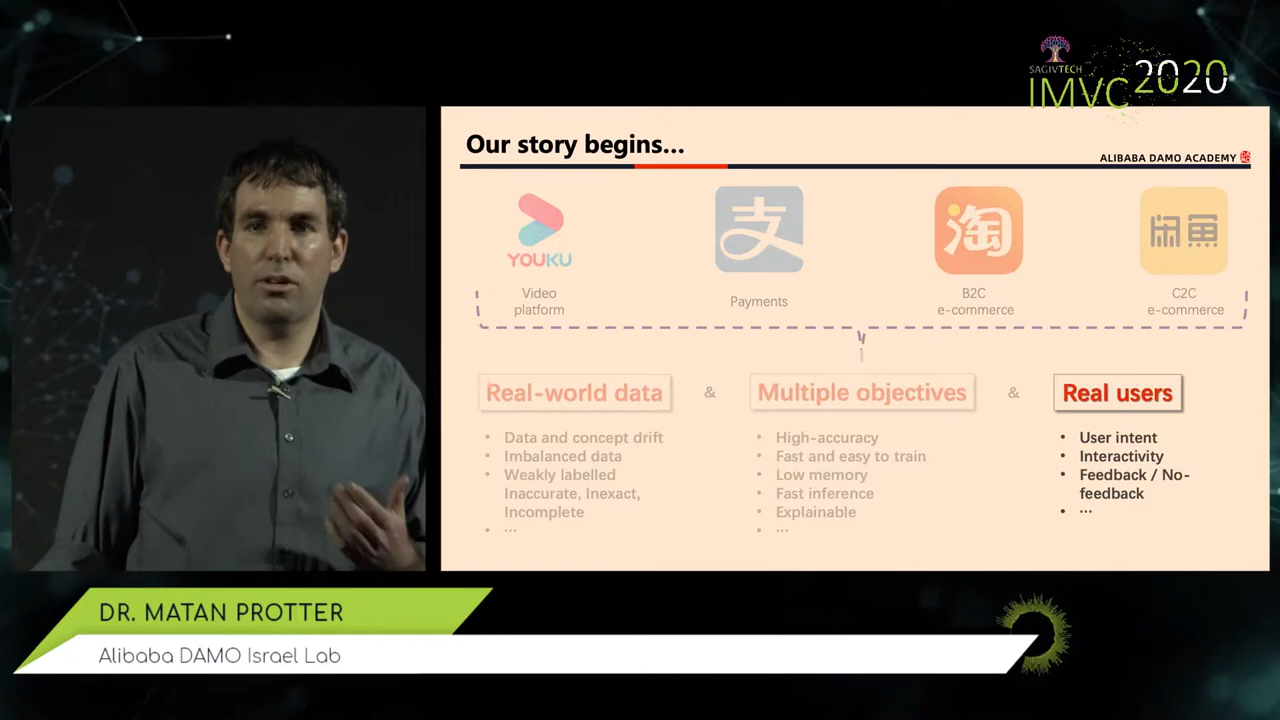 SAGIVTECH
IMVC 2020
Our story begins...
ALIBABA DAMO ACADEMY
YOUKU
支
淘
闲鱼
Video
platform
Payments
B2C
e-commerce
C2C
e-commerce
Real-world data
&
Multiple objectives
&
Real users
• Data and concept drift
• Imbalanced data
• Weakly labelled
Inaccurate, Inexact,
Incomplete
• ...
• High-accuracy
• Fast and easy to train
• Low memory
• Fast inference
• Explainable
• ...
• User intent
• Interactivity
• Feedback / No-
feedback
• ...
DR. MATAN PROTTER
Alibaba DAMO Israel Lab